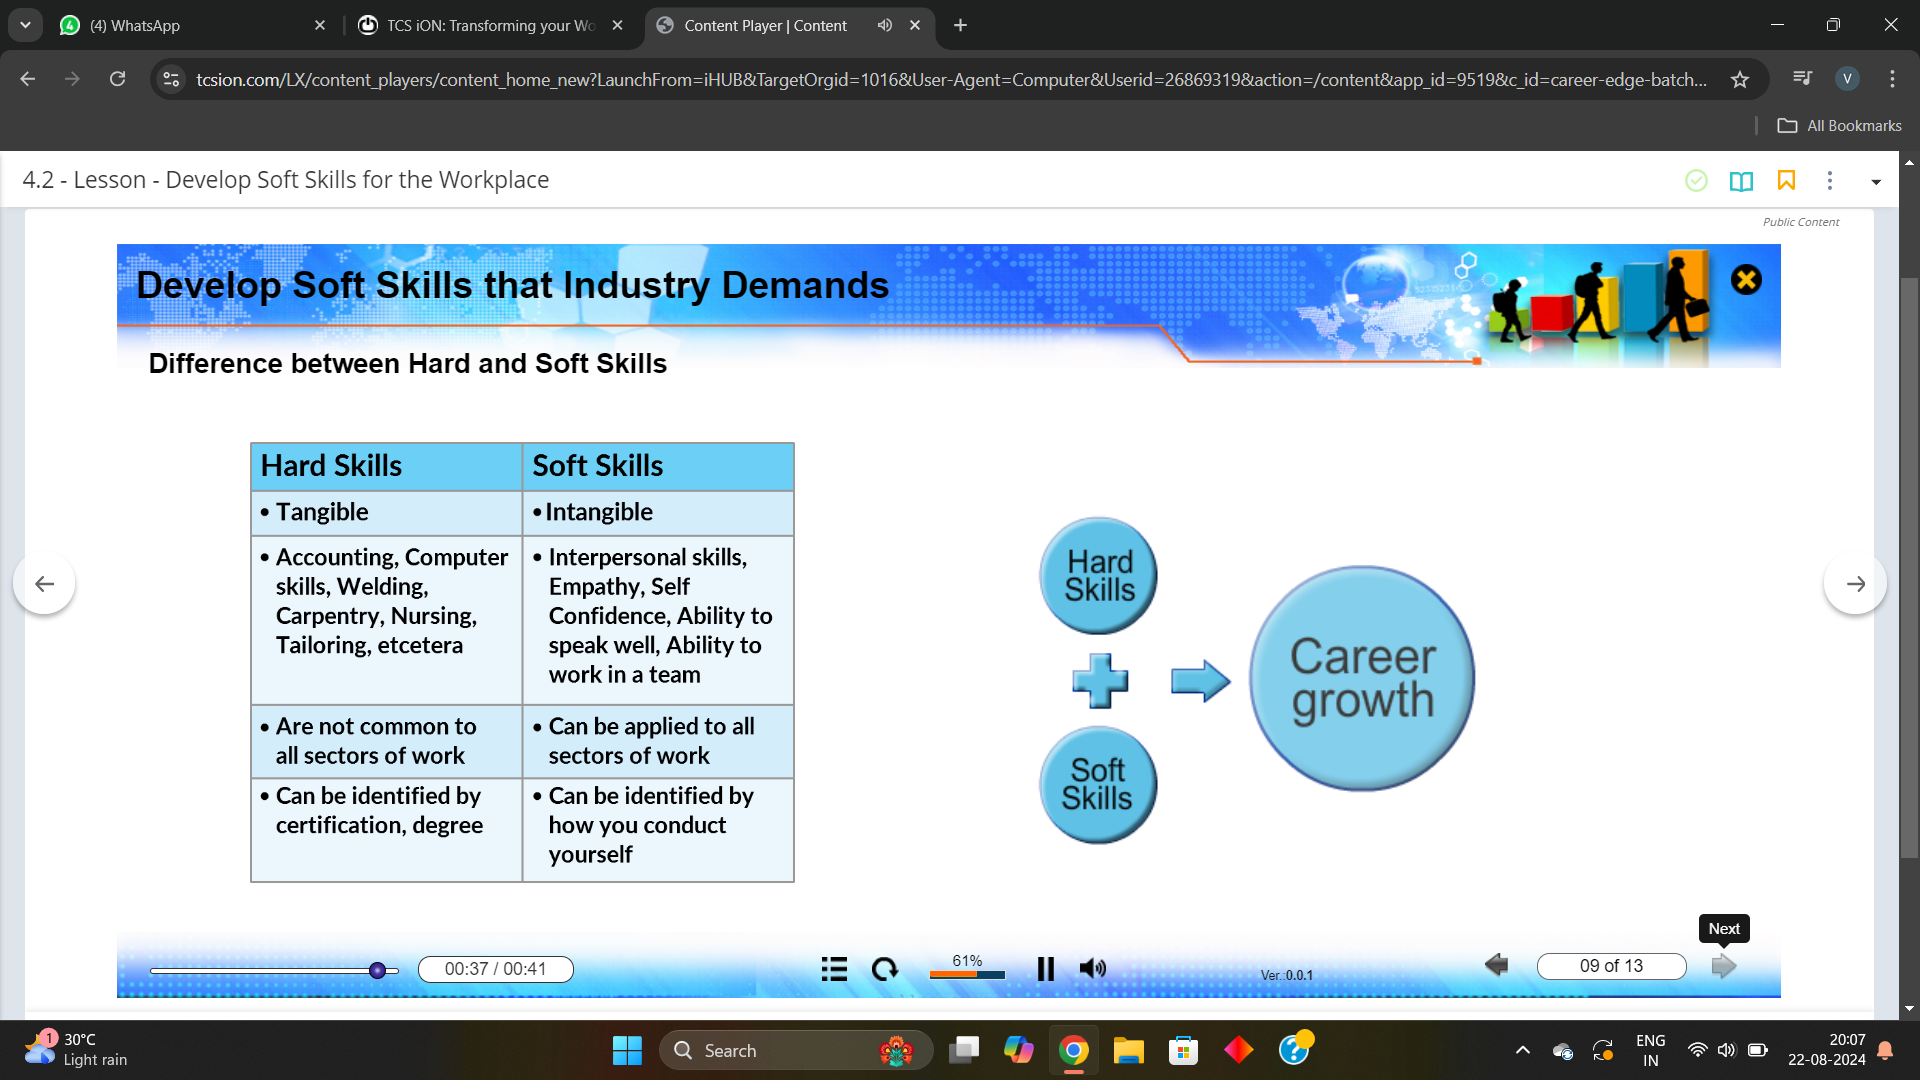 (4) WhatsApp
TCS iON: Transforming your Wo
Content Player | Content
tcsion.com/LX/content_players/content_home_new?LaunchFrom=iHUB&TargetOrgid=1016&User-Agent=Computer&Userid=26869319&action=/content&app_id=9519&c_id=career-edge-batch...
V
All Bookmarks
4.2 - Lesson - Develop Soft Skills for the Workplace
Public Content
Develop Soft Skills that Industry Demands
Difference between Hard and Soft Skills
Hard Skills
Soft Skills
• Tangible
• Intangible
• Accounting, Computer
skills, Welding,
Carpentry, Nursing,
Tailoring, etcetera
• Interpersonal skills,
Empathy, Self
Confidence, Ability to
speak well, Ability to
work in a team
• Are not common to
all sectors of work
• Can be applied to all
sectors of work
• Can be identified by
certification, degree
• Can be identified by
how you conduct
yourself
Hard
Skills
Soft
Skills
Career
growth
Next
00:37 / 00:41
61%
Ver.:0.0.1
09 of 13
1
30°C
Light rain
Search
ENG
IN
20:07
22-08-2024